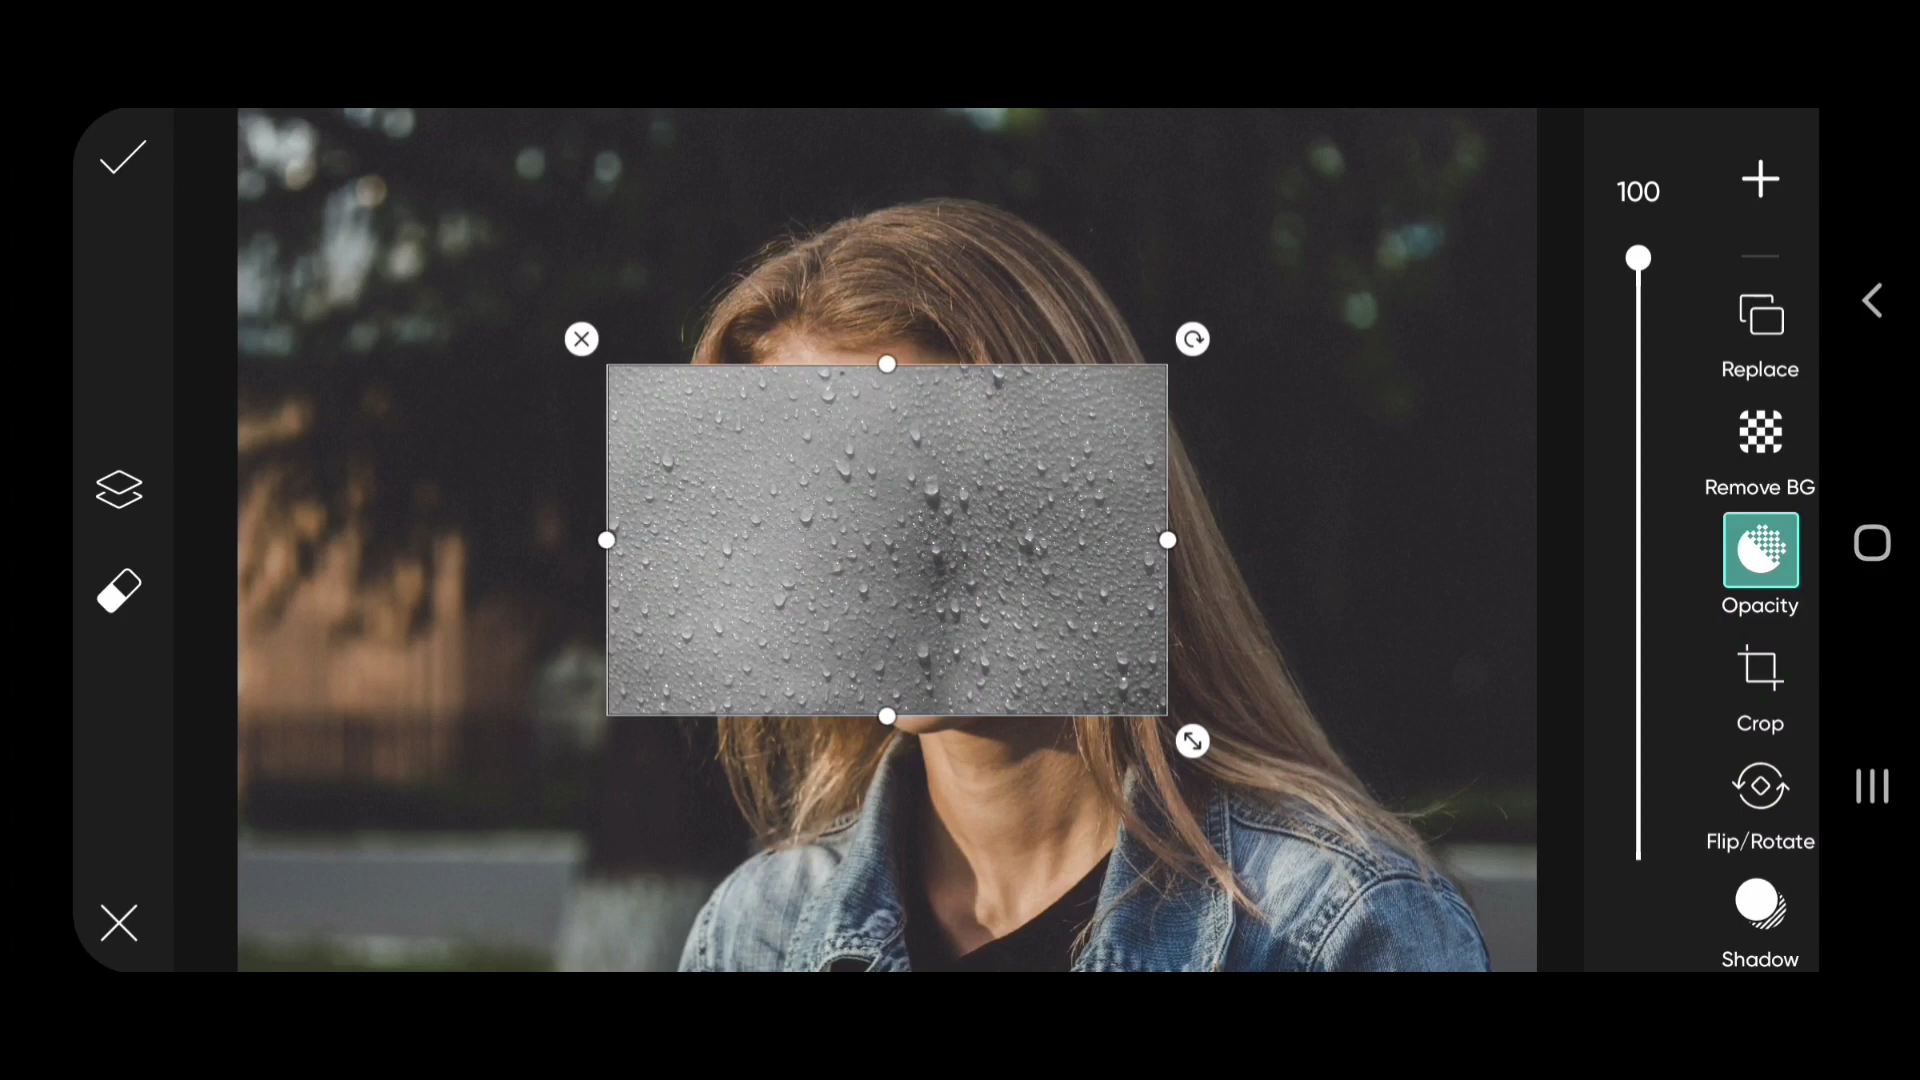 100
Replace
Remove BG
Opacity
Crop
Flip/Rotate
Shadow